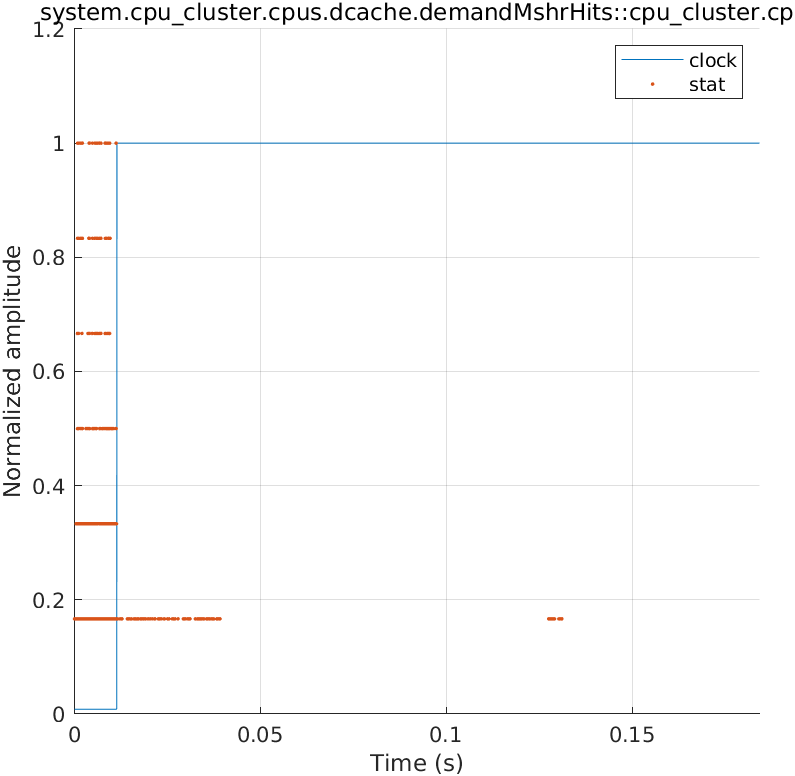 system.cpu_cluster.cpus.dcache.demandMshrHits::cpu_cluster.cp
clock
stat
1.2
1
0.8
0.6
0.4
0.2
0
Normalized amplitude
0
0.05
0.1
0.15
Time (s)